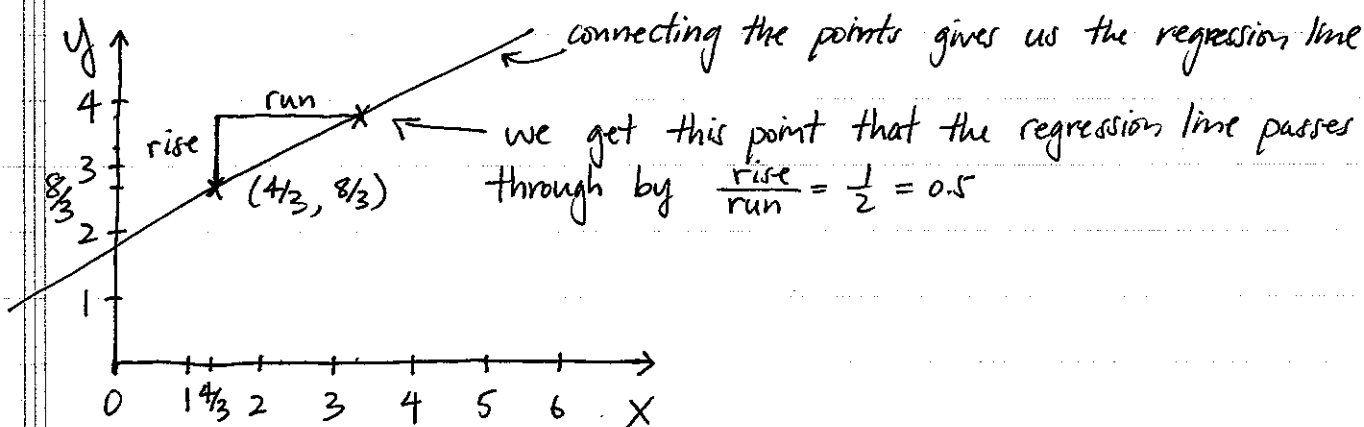 y
connecting the points gives us the regression line
4
run
we get this point that the regression line passes
rise
through by rise/run = 1/2 = 0.5
3
8/3
(4/3, 8/3)
2
1
0 1 4/3 2 3 4 5 6 X